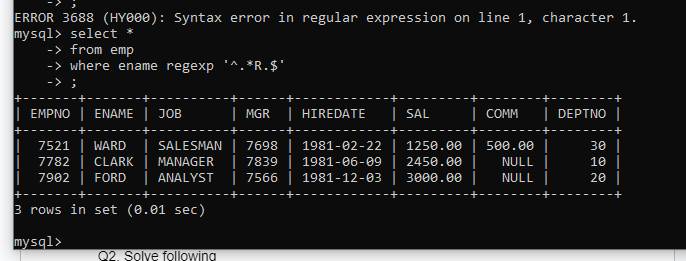 -> ;
ERROR 3688 (HY000): Syntax error in regular expression on line 1, character 1.
mysql> select *
    -> from emp
    -> where ename regexp '^.*R.$'
    -> ;
+-------+-------+----------+------+------------+---------+--------+--------+
| EMPNO | ENAME | JOB      | MGR  | HIREDATE   | SAL     | COMM   | DEPTNO |
+-------+-------+----------+------+------------+---------+--------+--------+
|  7521 | WARD  | SALESMAN | 7698 | 1981-02-22 | 1250.00 | 500.00 |     30 |
|  7782 | CLARK | MANAGER  | 7839 | 1981-06-09 | 2450.00 |   NULL |     10 |
|  7902 | FORD  | ANALYST  | 7566 | 1981-12-03 | 3000.00 |   NULL |     20 |
+-------+-------+----------+------+------------+---------+--------+--------+
3 rows in set (0.01 sec)
mysql>
Q2. Solve following